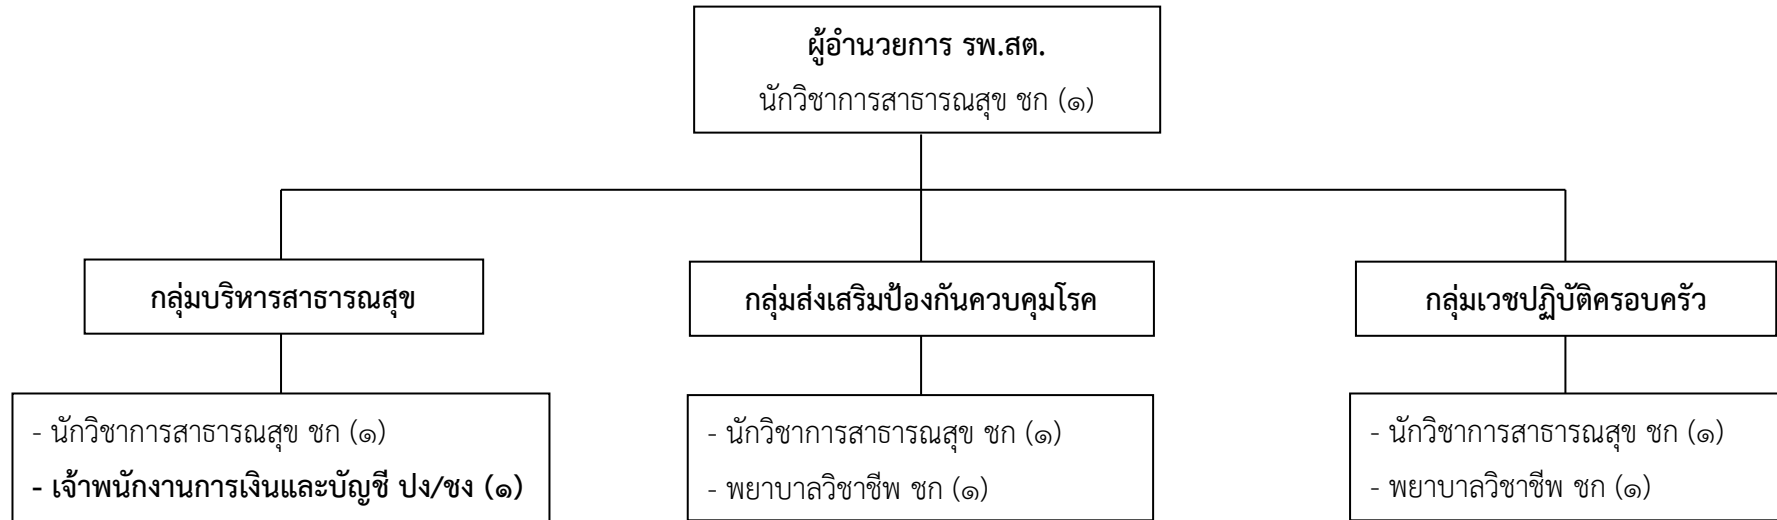 ผู้อำนวยการ รพ.สต.
นักวิชาการสาธารณสุข ชก (๑)
กลุ่มบริหารสาธารณสุข
กลุ่มส่งเสริมป้องกันควบคุมโรค
กลุ่มเวชปฏิบัติครอบครัว
- นักวิชาการสาธารณสุข ชก (๑)
- เจ้าพนักงานการเงินและบัญชี ปง/ชง (๑)
- นักวิชาการสาธารณสุข ชก (๑)
- พยาบาลวิชาชีพ ชก (๑)
- นักวิชาการสาธารณสุข ชก (๑)
- พยาบาลวิชาชีพ ชก (๑)